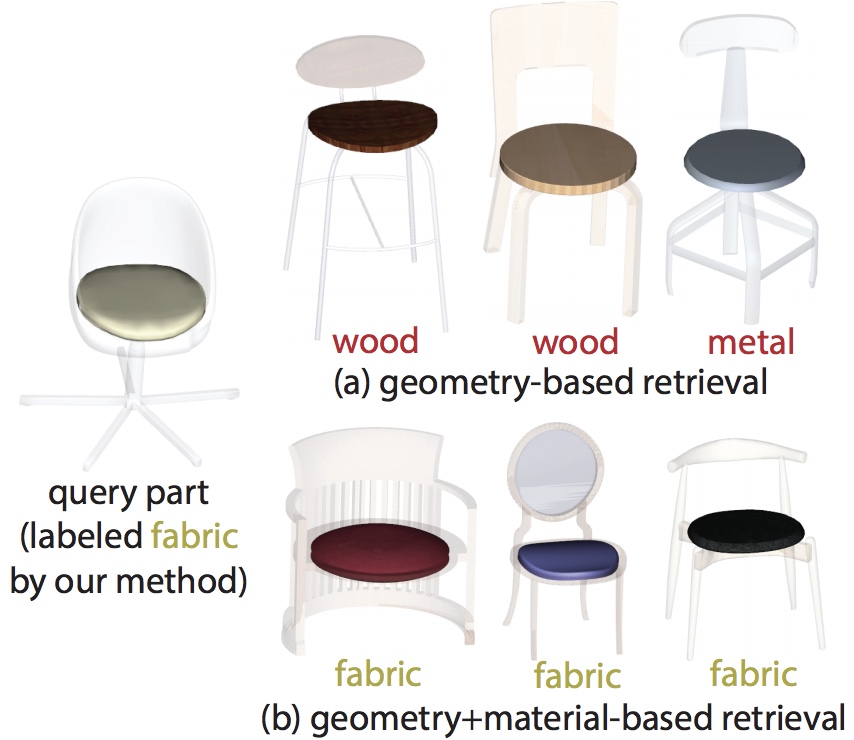 wood wood metal
(a) geometry-based retrieval
query part
(labeled fabric
by our method)
fabric fabric fabric
(b) geometry+material-based retrieval